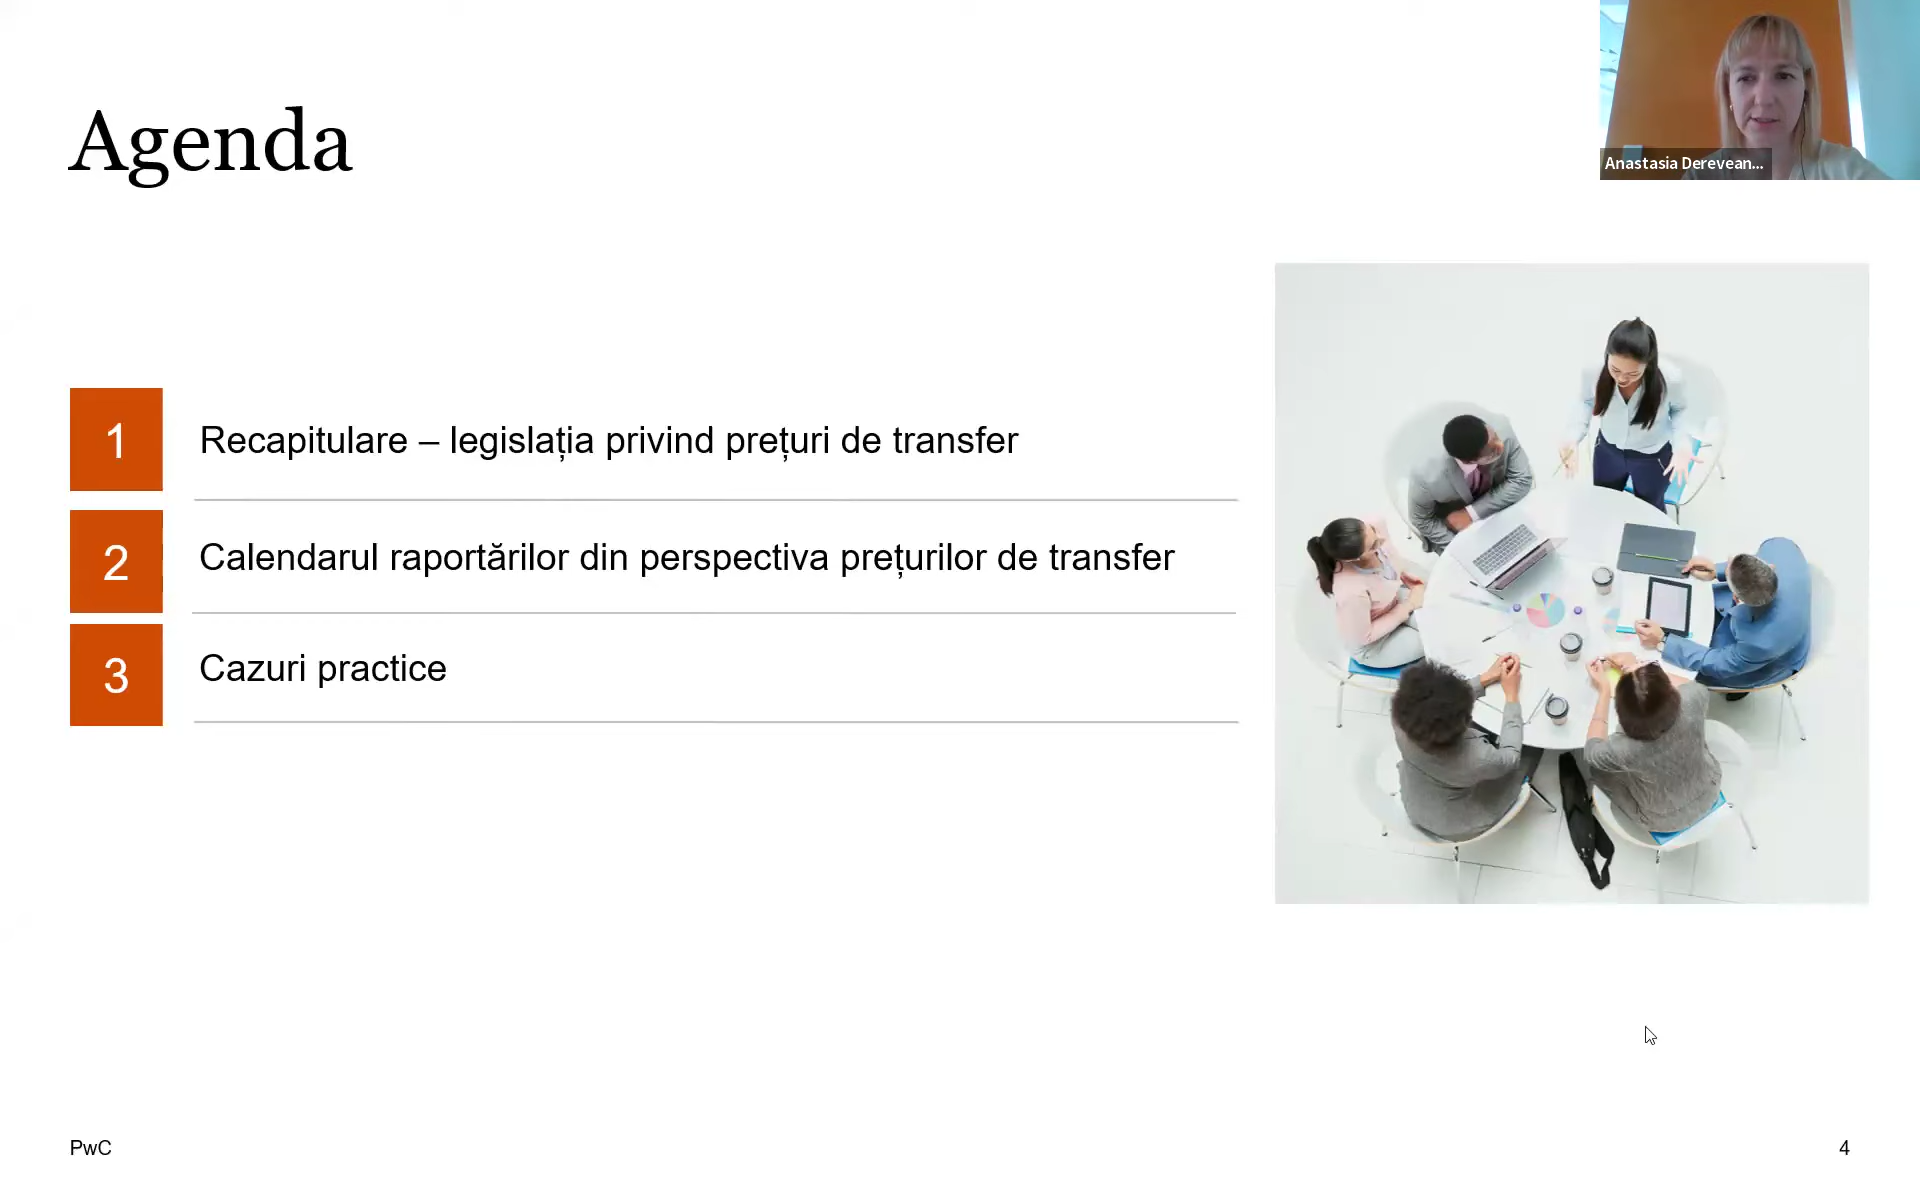 Agenda
Anastasia Derevean...
1
Recapitulare – legislația privind prețuri de transfer
2
Calendarul raportărilor din perspectiva prețurilor de transfer
3
Cazuri practice
PwC
4